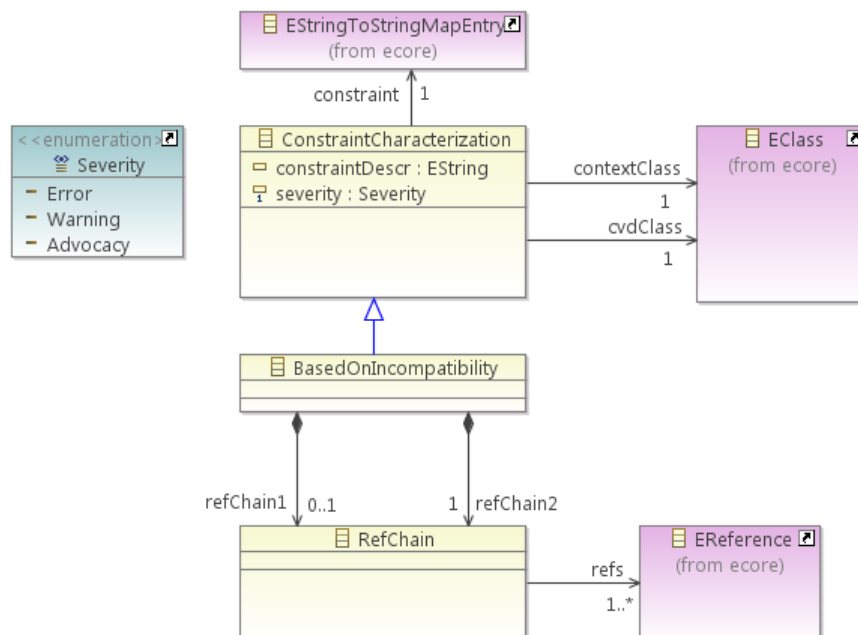 EStringToStringMapEntry
(from ecore)
constraint 1
<<enumeration>>
Severity
Error
Warning
Advocacy
ConstraintCharacterization
constraintDescr : EString
1 severity : Severity
EClass
(from ecore)
contextClass
1
cvdClass
1
BasedOnIncompatibility
refChain1 0..1
1 refChain2
RefChain
refs
1..*
EReference
(from ecore)